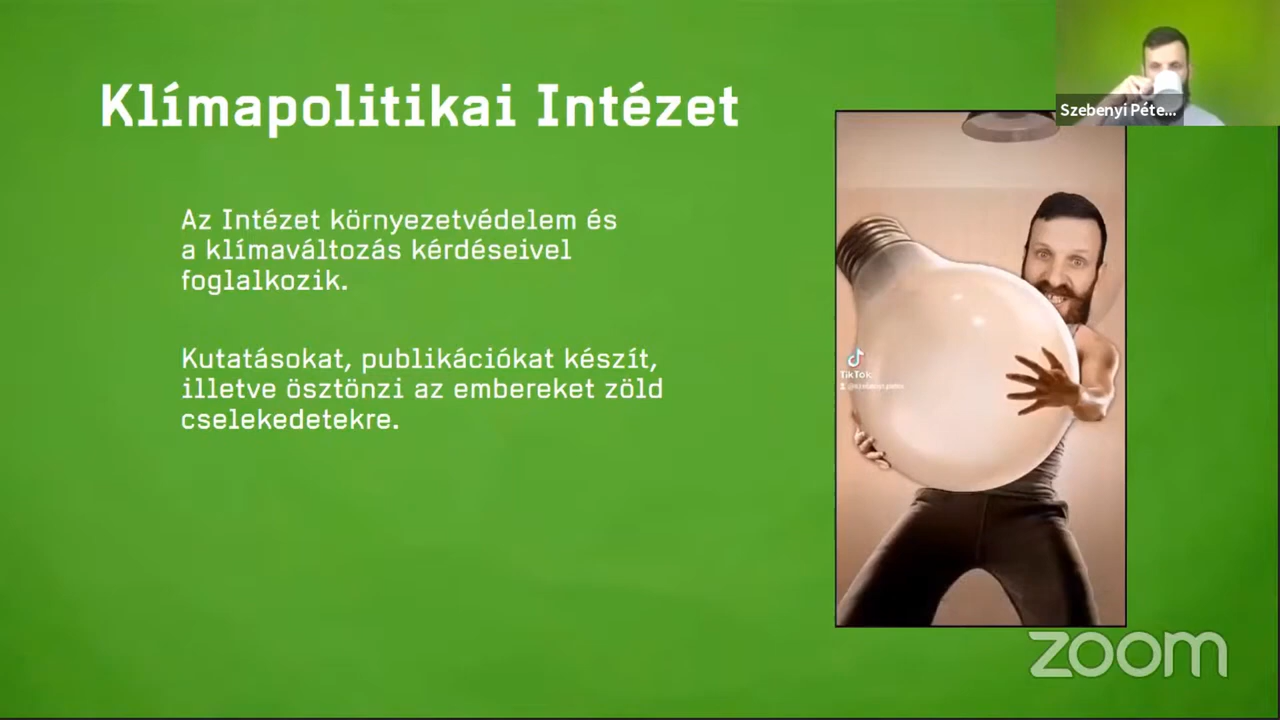 Klímapolitikai Intézet
Szebenyi Péte...
Az Intézet környezetvédelem és
a klímaváltozás kérdéseivel
foglalkozik.
Kutatásokat, publikációkat készít,
illetve ösztönzi az embereket zöld
cselekedetekre.
TikTok
zoom